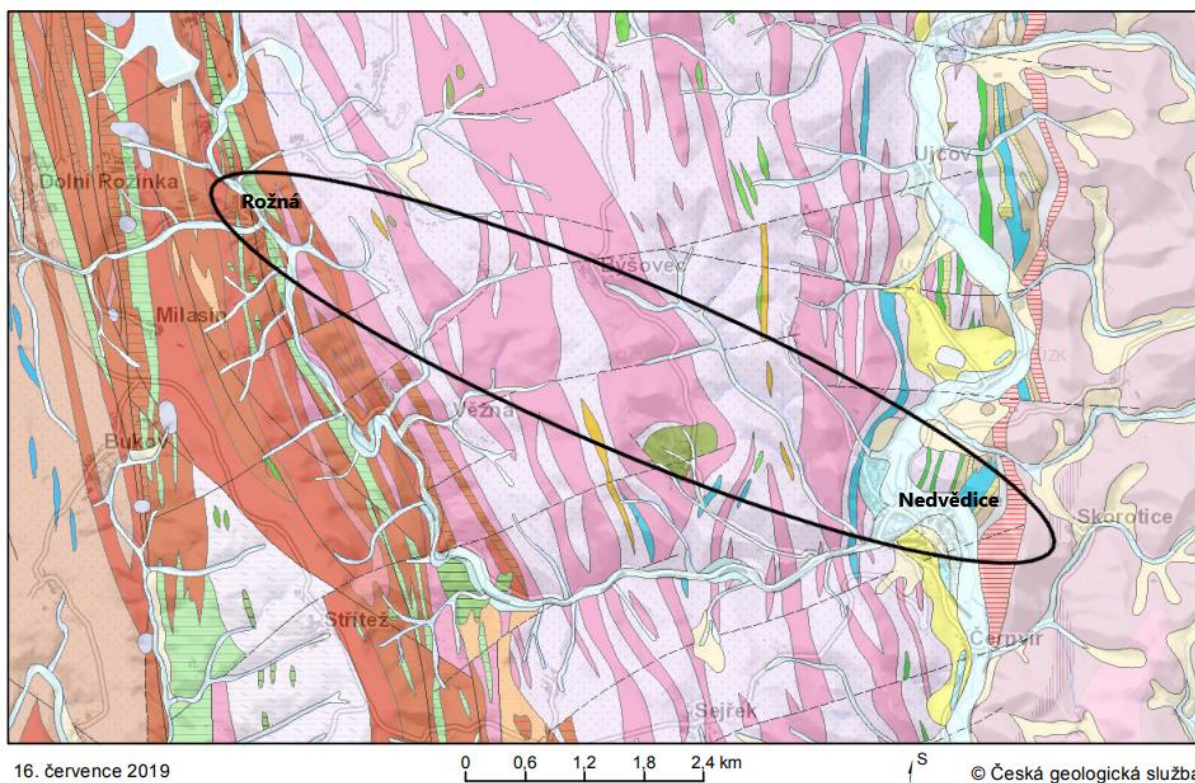 Ujčov
Dolní Rožínka
Rožná
Byšovec
Milasín
Věžná
Bukov
Nedvědice
Skorotice
Střítež
Černvír
Sejřek
16. července 2019
0 0,6 1,2 1,8 2,4 km
S
© Česká geologická služba